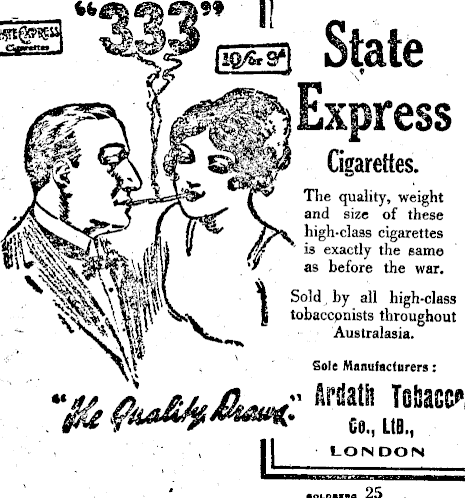 "333"
STATE EXPRESS
Cigarettes
10 for 9d
State
Express
Cigarettes.
The quality, weight
and size of these
high-class cigarettes
is exactly the same
as before the war.
Sold by all high-class
tobacconists throughout
Australasia.
Sole Manufacturers:
Ardath Tobacco
Co., LtD.,
LONDON
"The Quality Draws."
GOLDBERG 25